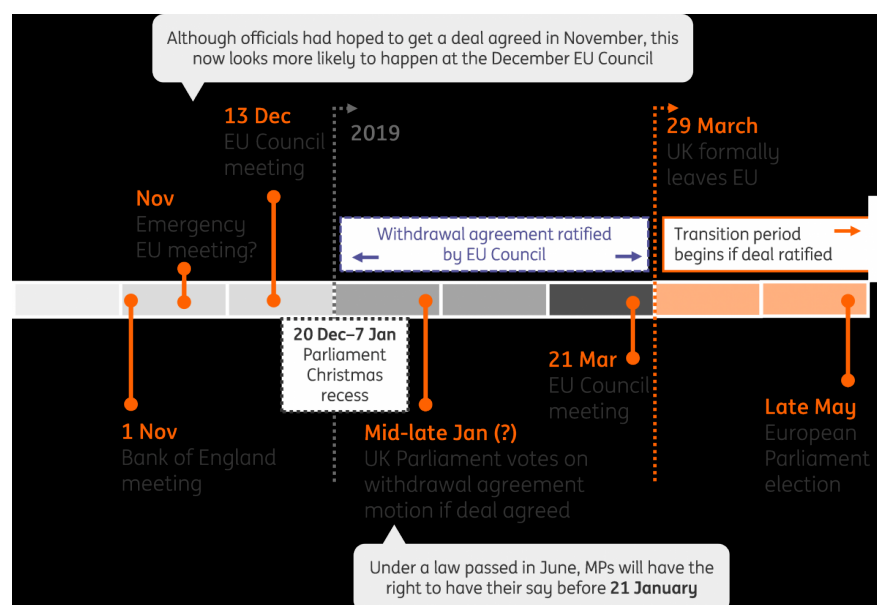 Although officials had hoped to get a deal agreed in November, this
now looks more likely to happen at the December EU Council
13 Dec
EU Council
meeting
2019
29 March
UK formally
leaves EU
Nov
Emergency
EU meeting?
Withdrawal agreement ratified
by EU Council
Transition period
begins if deal ratified
20 Dec–7 Jan
Parliament
Christmas
recess
21 Mar
EU Council
meeting
1 Nov
Bank of England
meeting
Mid-late Jan (?)
UK Parliament votes on
withdrawal agreement
motion if deal agreed
Late May
European
Parliament
election
Under a law passed in June, MPs will have the
right to have their say before 21 January